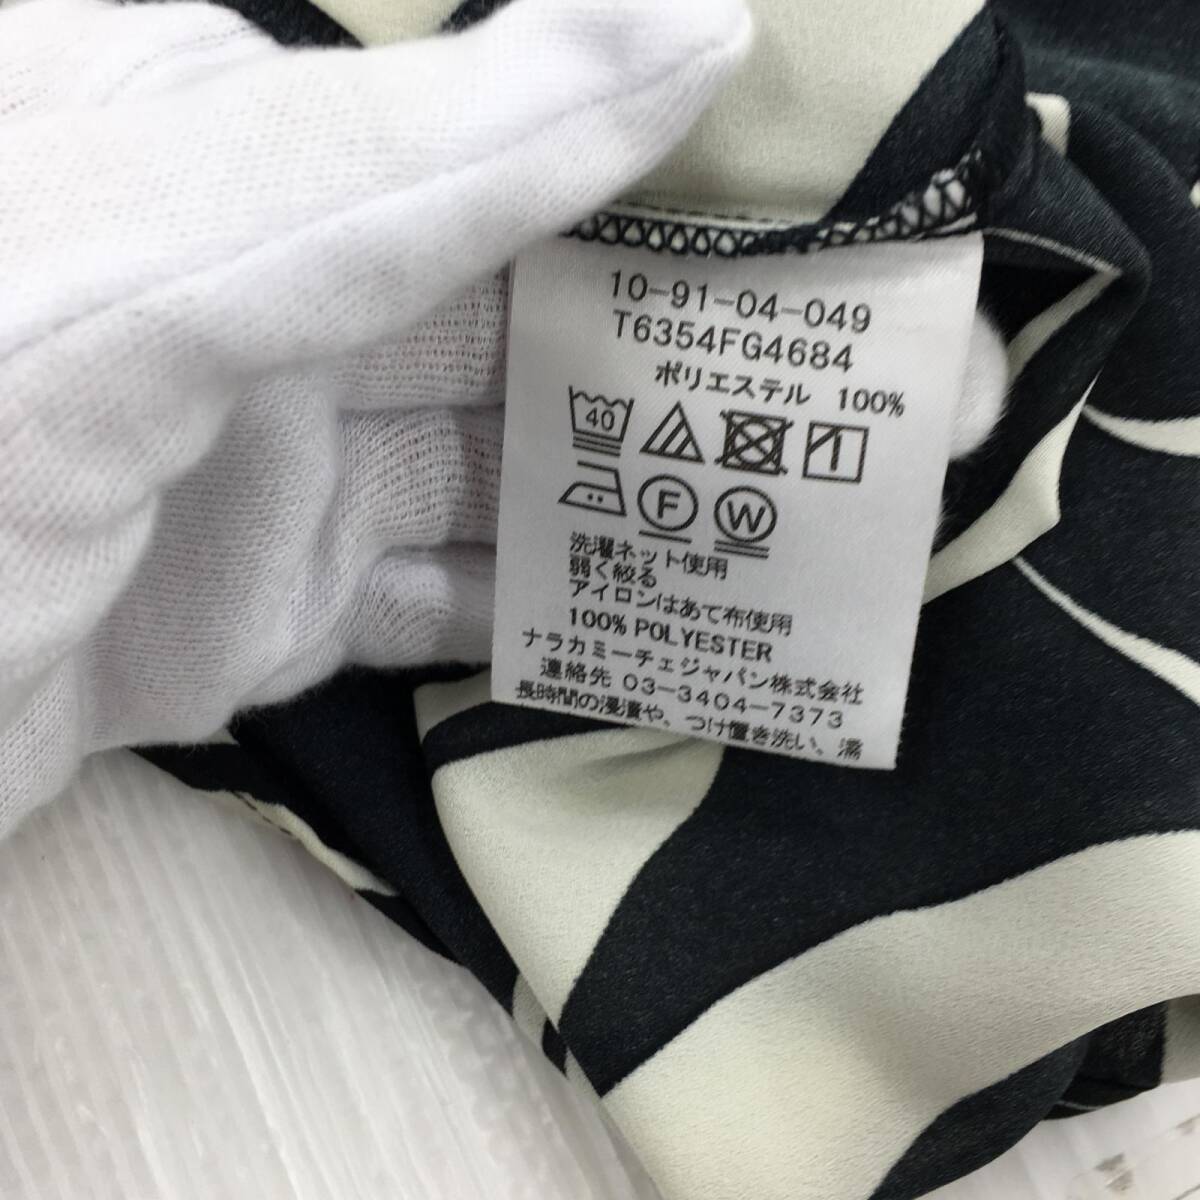 10-91-04-049
T6354FG4684
ポリエステル 100%
40
F W
洗濯ネット使用
弱く絞る
アイロンはあて布使用
100% POLYESTER
ナラカミーチェジャパン株式会社
連絡先 03-3404-7373
長時間の浸漬や、つけ置き洗い、濡